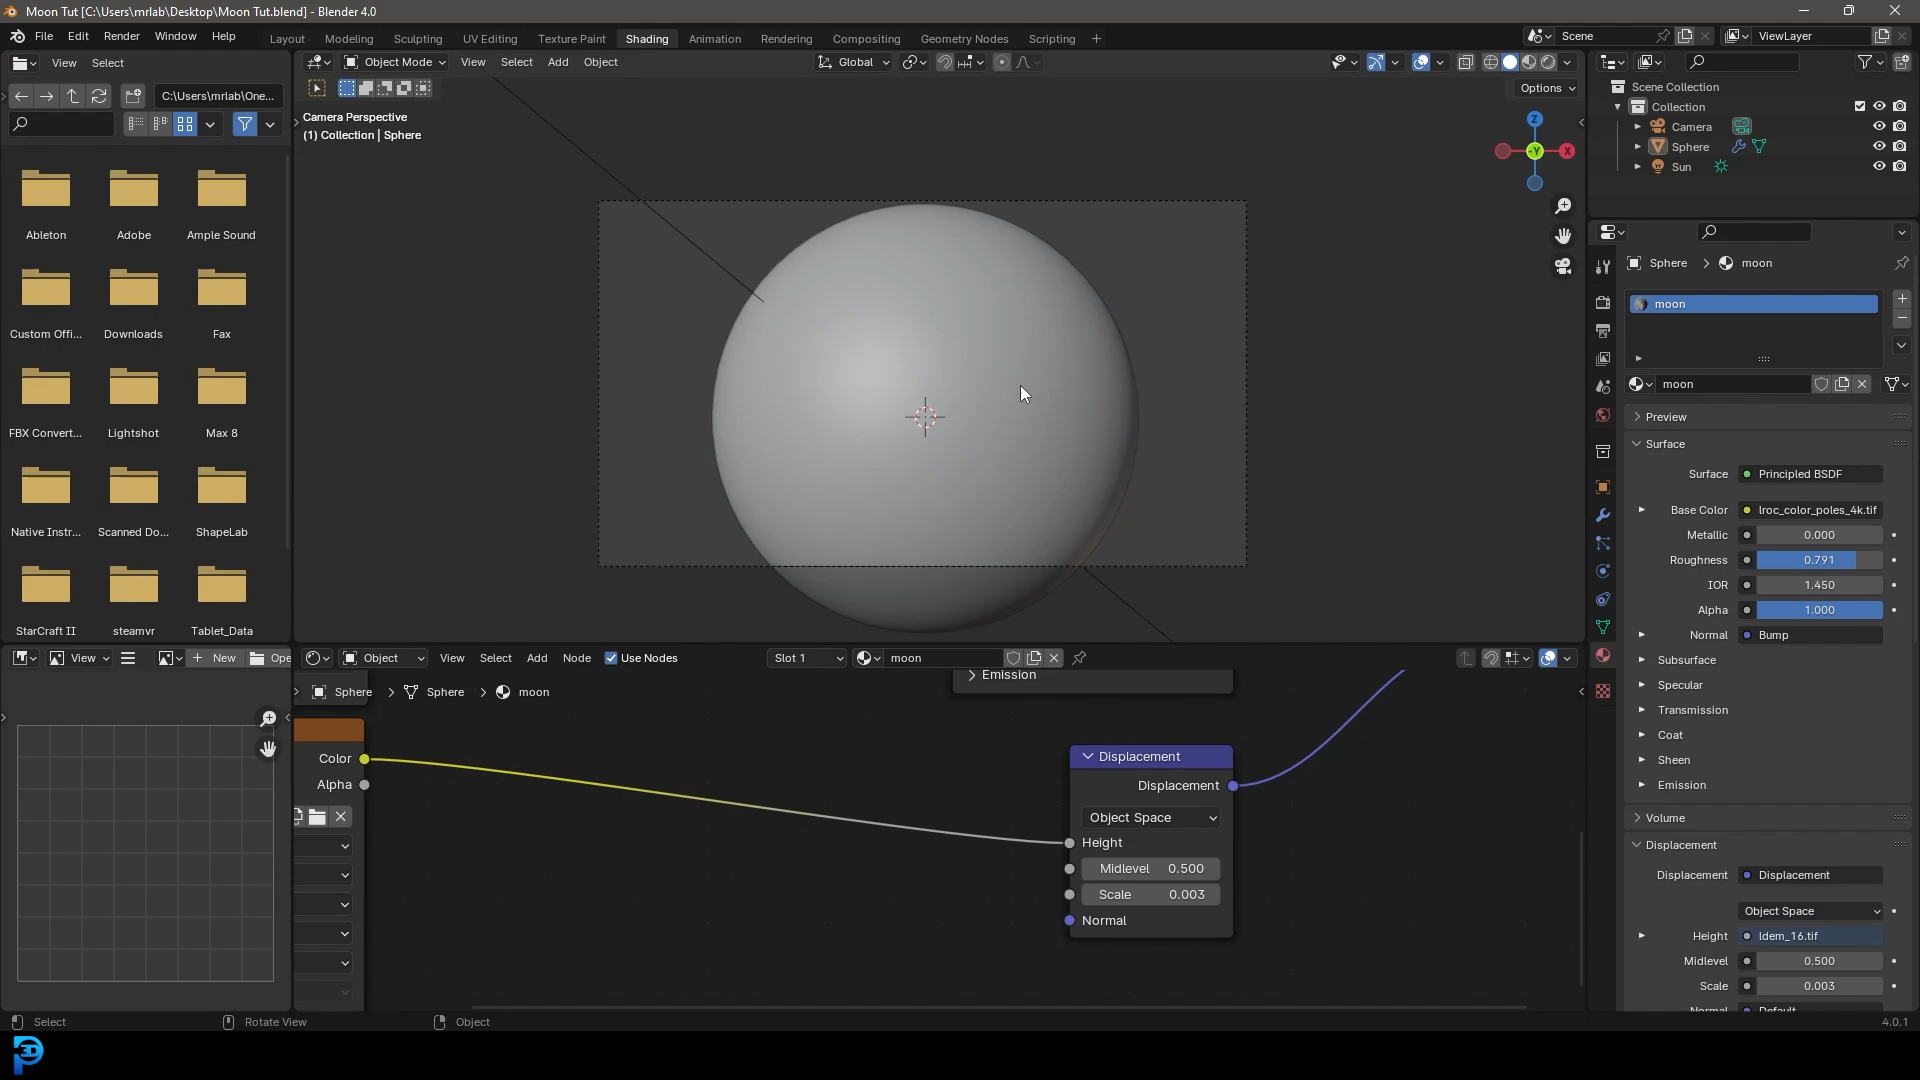 Moon Tut [C:\Users\mrlab\Desktop\Moon Tut.blend] - Blender 4.0
File Edit Render Window Help
Layout Modeling Sculpting UV Editing Texture Paint Shading Animation Rendering Compositing Geometry Nodes Scripting +
Scene
ViewLayer
View Select
C:\Users\mrlab\One...
Object Mode View Select Add Object
Global
Options
Camera Perspective
(1) Collection | Sphere
Z
-Y
X
Ableton Adobe Ample Sound
Custom Offi... Downloads Fax
FBX Convert... Lightshot Max 8
Native Instr... Scanned Do... ShapeLab
StarCraft II steamvr Tablet_Data
Scene Collection
Collection
Camera
Sphere
Sun
Sphere > moon
moon
moon
Preview
Surface
Surface Principled BSDF
Base Color lroc_color_poles_4k.tif
Metallic 0.000
Roughness 0.791
IOR 1.450
Alpha 1.000
Normal Bump
Subsurface
Specular
Transmission
Coat
Sheen
Emission
Volume
Displacement
Displacement Displacement
Object Space
Height ldem_16.tif
Midlevel 0.500
Scale 0.003
Normal Default
View + New Ope
Object View Select Add Node Use Nodes
Slot 1
moon
Sphere > Sphere > moon
Emission
Color
Alpha
Displacement
Displacement
Object Space
Height
Midlevel 0.500
Scale 0.003
Normal
Select Rotate View Object
4.0.1
3D